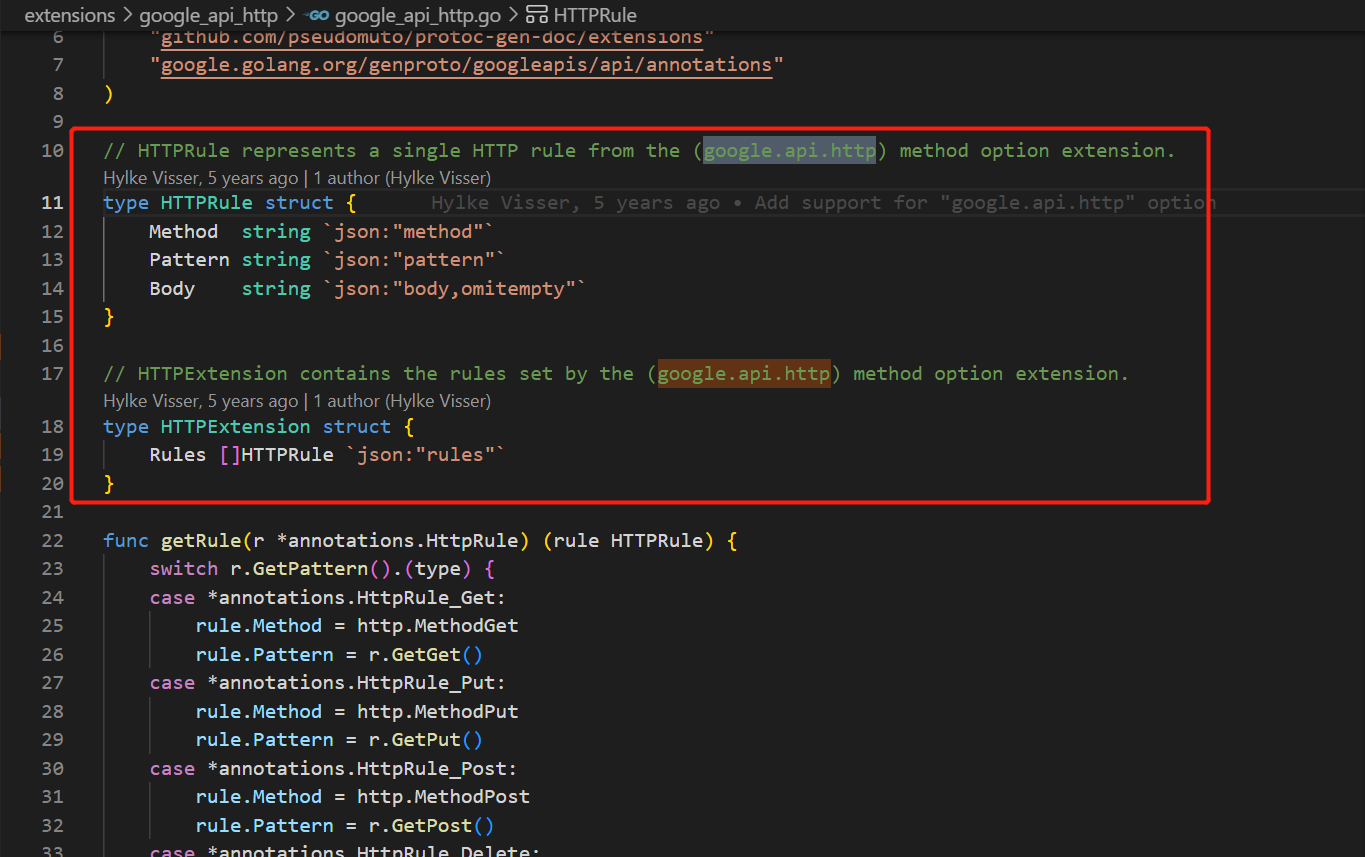 extensions > google_api_http > GO google_api_http.go > HTTPRule
6 "github.com/pseudomuto/protoc-gen-doc/extensions"
7 "google.golang.org/genproto/googleapis/api/annotations"
8 )
9
10 // HTTPRule represents a single HTTP rule from the (google.api.http) method option extension.
Hylke Visser, 5 years ago | 1 author (Hylke Visser)
11 type HTTPRule struct { Hylke Visser, 5 years ago • Add support for "google.api.http" option
12 Method string `json:"method"`
13 Pattern string `json:"pattern"`
14 Body string `json:"body,omitempty"`
15 }
16
17 // HTTPExtension contains the rules set by the (google.api.http) method option extension.
Hylke Visser, 5 years ago | 1 author (Hylke Visser)
18 type HTTPExtension struct {
19 Rules []HTTPRule `json:"rules"`
20 }
21
22 func getRule(r *annotations.HttpRule) (rule HTTPRule) {
23 switch r.GetPattern().(type) {
24 case *annotations.HttpRule_Get:
25 rule.Method = http.MethodGet
26 rule.Pattern = r.GetGet()
27 case *annotations.HttpRule_Put:
28 rule.Method = http.MethodPut
29 rule.Pattern = r.GetPut()
30 case *annotations.HttpRule_Post:
31 rule.Method = http.MethodPost
32 rule.Pattern = r.GetPost()
33 case *annotations.HttpRule_Delete: